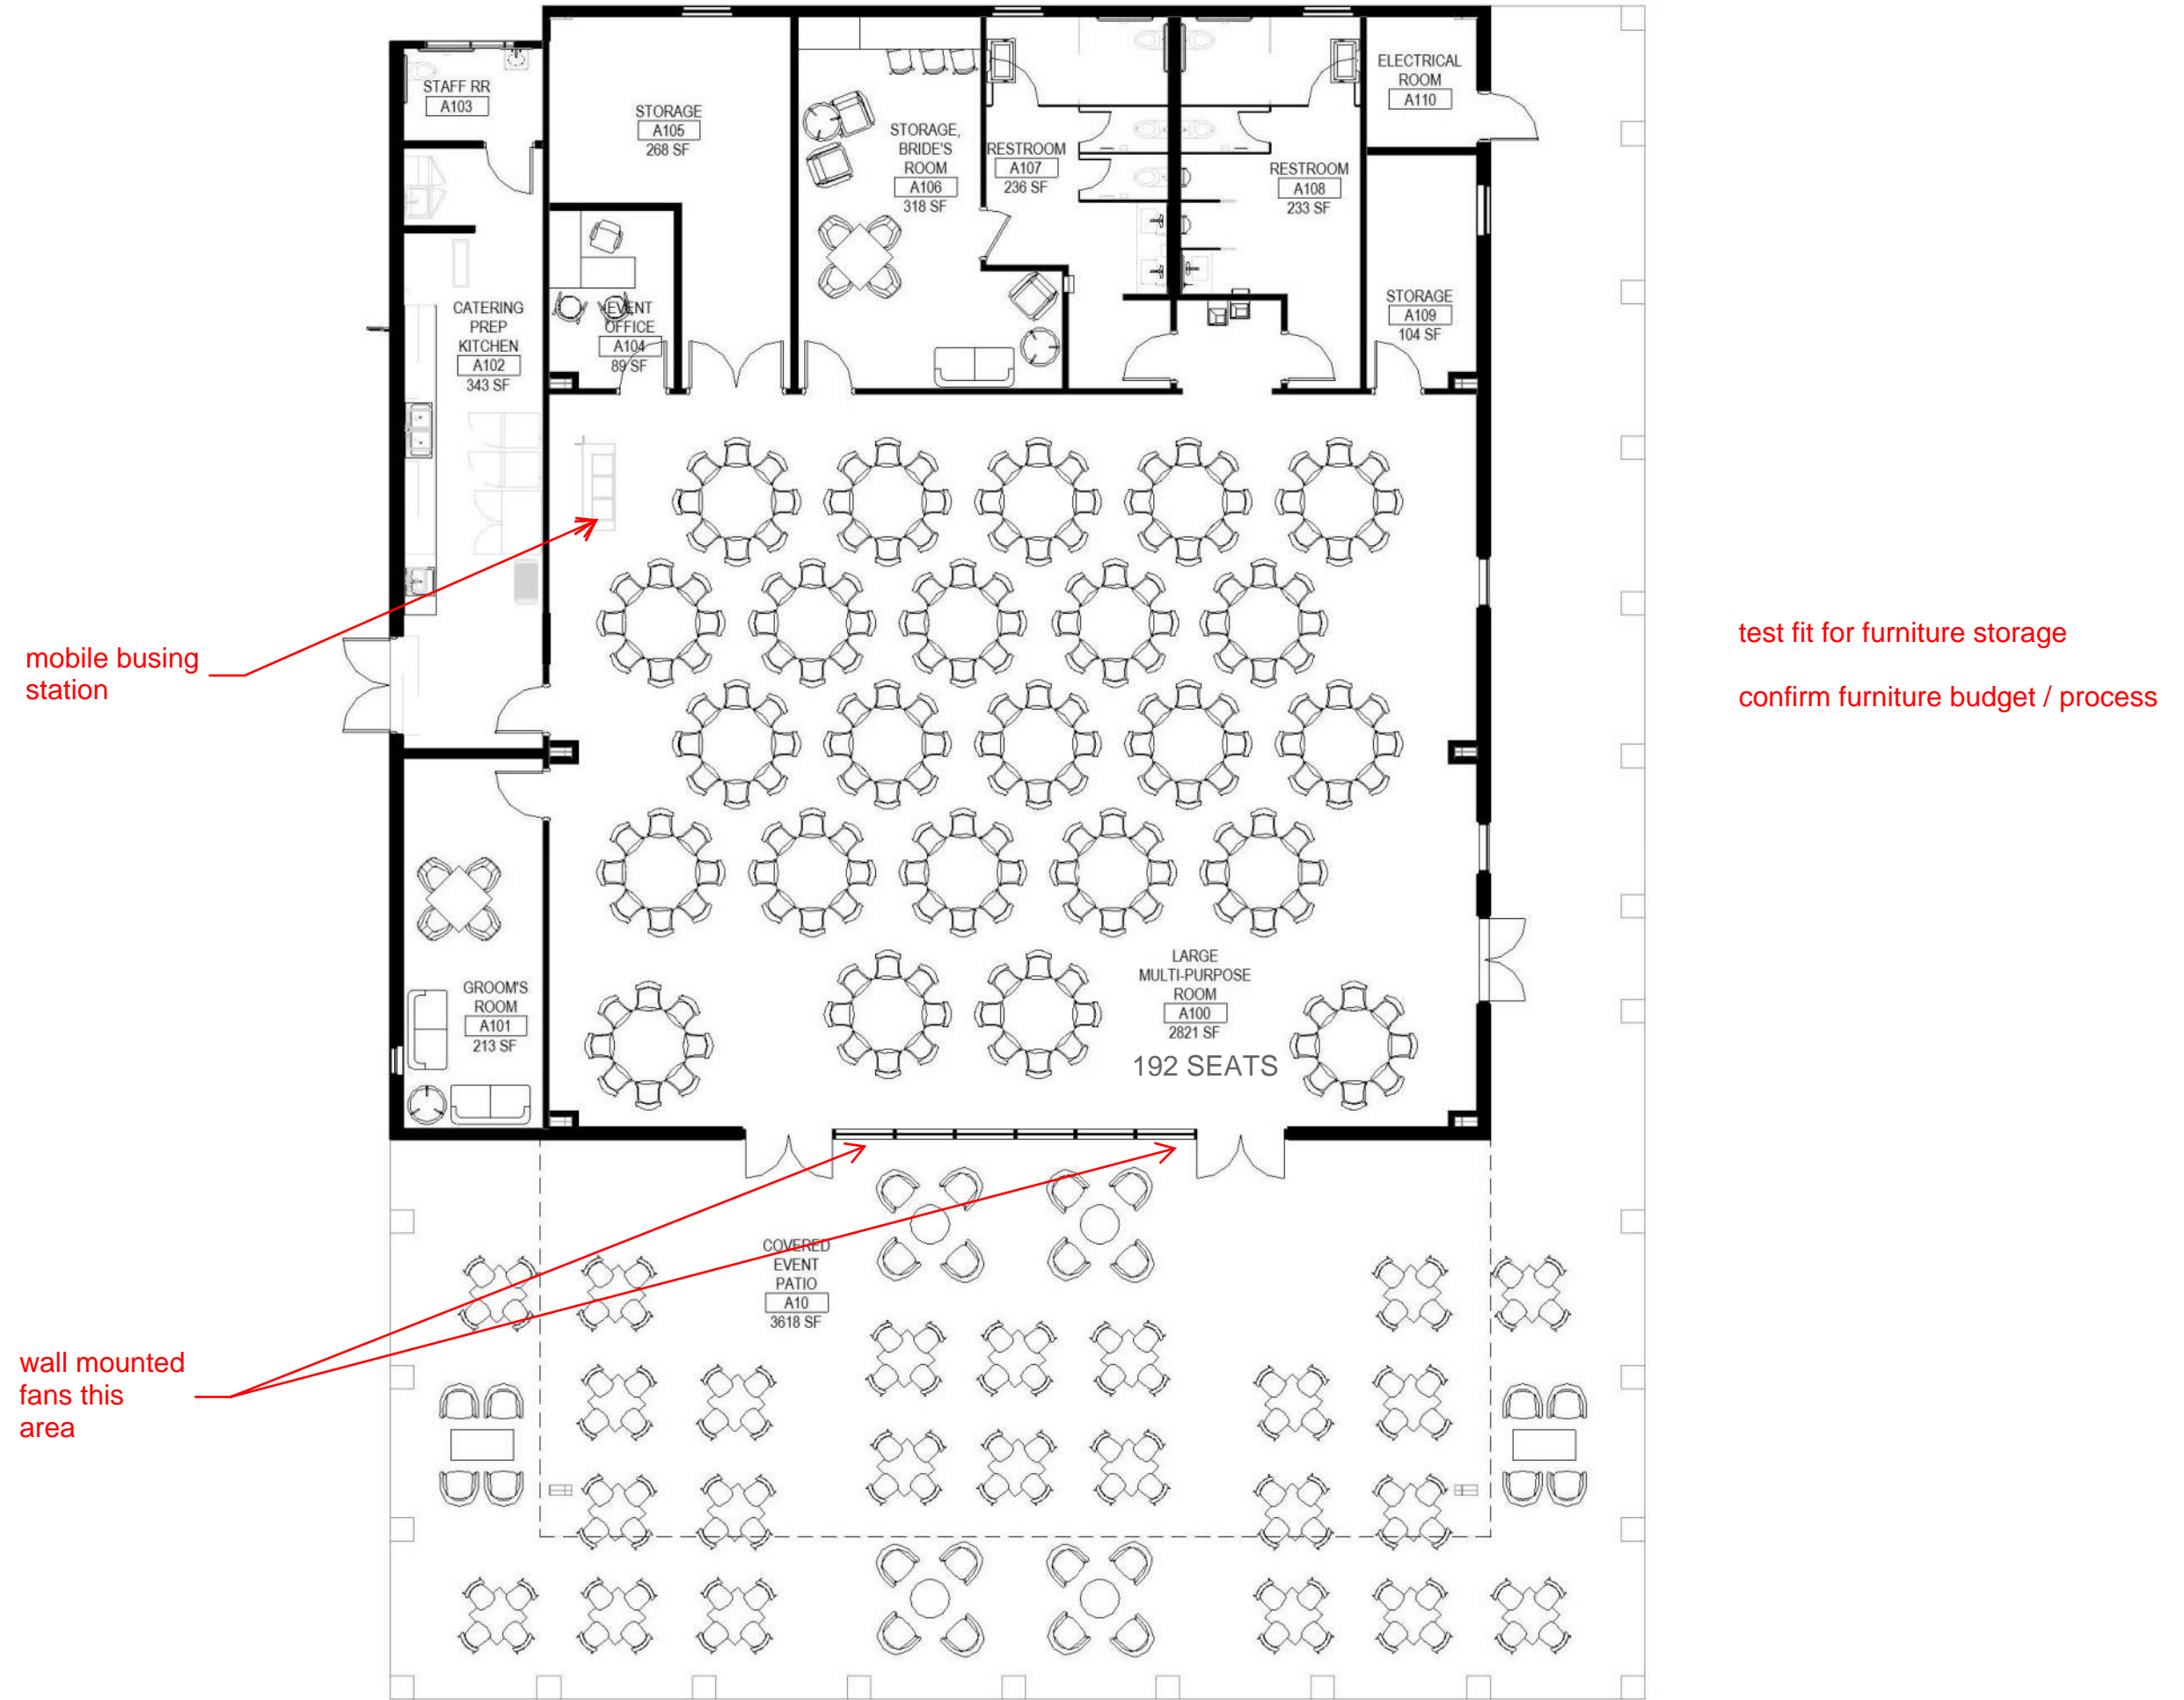 STAFF RR
A103
STORAGE
A105
268 SF
STORAGE,
BRIDE'S
ROOM
A106
318 SF
RESTROOM
A107
236 SF
RESTROOM
A108
233 SF
ELECTRICAL
ROOM
A110
STORAGE
A109
104 SF
CATERING
PREP
KITCHEN
A102
343 SF
EVENT
OFFICE
A104
89 SF
mobile busing
station
test fit for furniture storage
confirm furniture budget / process
GROOM'S
ROOM
A101
213 SF
LARGE
MULTI-PURPOSE
ROOM
A100
2821 SF
192 SEATS
COVERED
EVENT
PATIO
A10
3618 SF
wall mounted
fans this
area